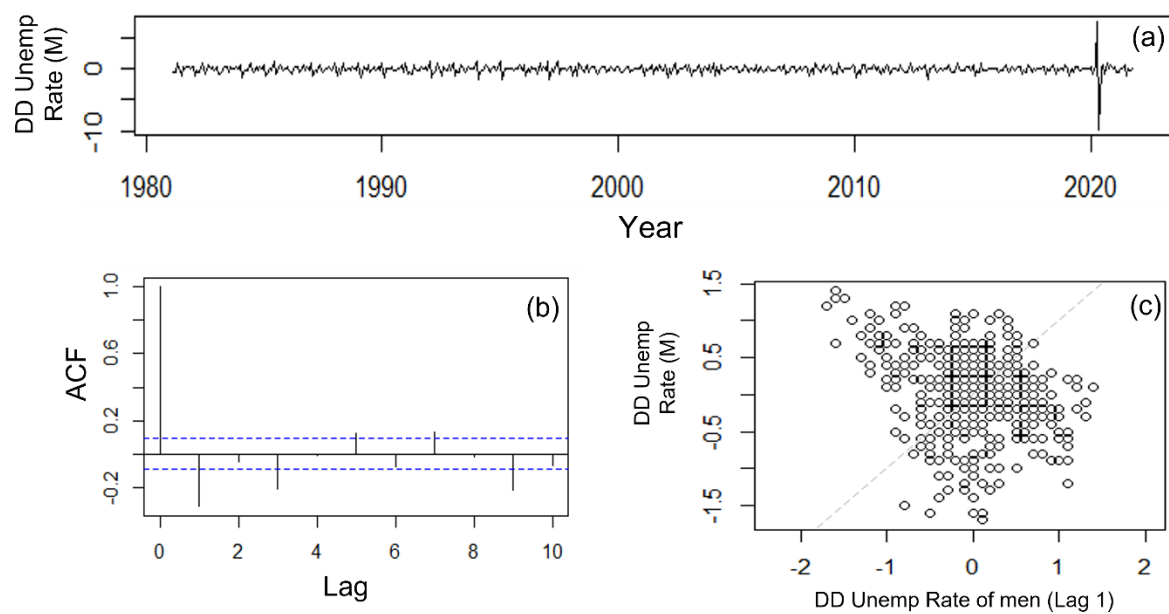 (a)
DD Unemp
Rate (M)
0
-10
1980 1990 2000 2010 2020
Year
(b)
ACF
1.0
0.6
0.2
-0.2
0 2 4 6 8 10
Lag
(c)
DD Unemp
Rate (M)
1.5
0.5
-0.5
-1.5
-2 -1 0 1 2
DD Unemp Rate of men (Lag 1)